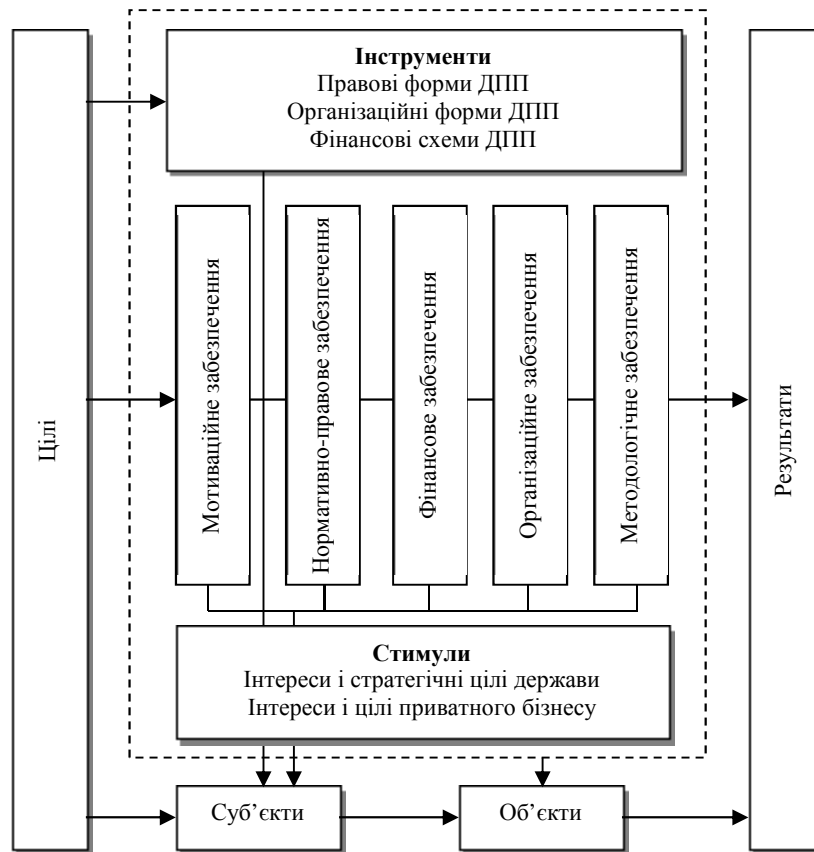 Цілі
Інструменти
Правові форми ДПП
Організаційні форми ДПП
Фінансові схеми ДПП
Мотиваційне забезпечення
Нормативно-правове забезпечення
Фінансове забезпечення
Організаційне забезпечення
Методологічне забезпечення
Стимули
Інтереси і стратегічні цілі держави
Інтереси і цілі приватного бізнесу
Суб’єкти
Об’єкти
Результати